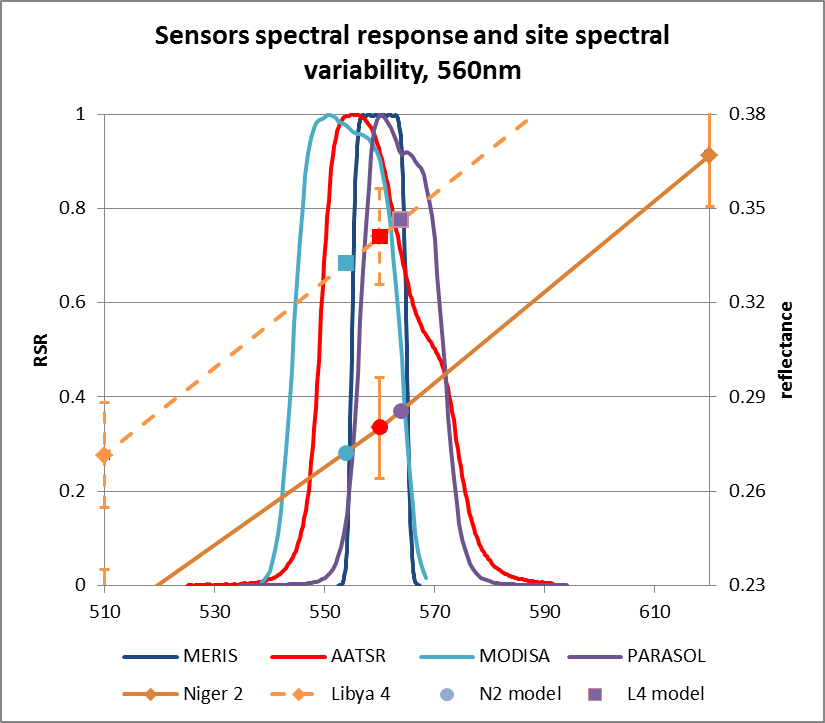 Sensors spectral response and site spectral
variability, 560nm
1 0.38
0.8 0.35
0.6 0.32
RSR reflectance
0.4 0.29
0.2 0.26
0 0.23
510 530 550 570 590 610
MERIS AATSR MODISA PARASOL
Niger 2 Libya 4 N2 model L4 model